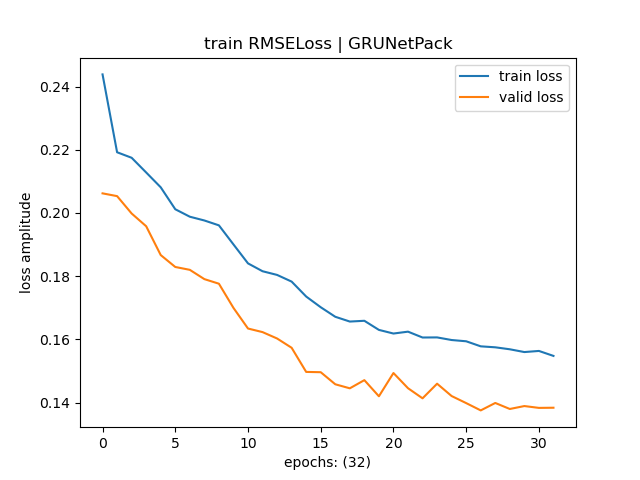 train RMSELoss | GRUNetPack
train loss
valid loss
0.24
0.22
0.20
0.18
0.16
0.14
loss amplitude
0 5 10 15 20 25 30
epochs: (32)